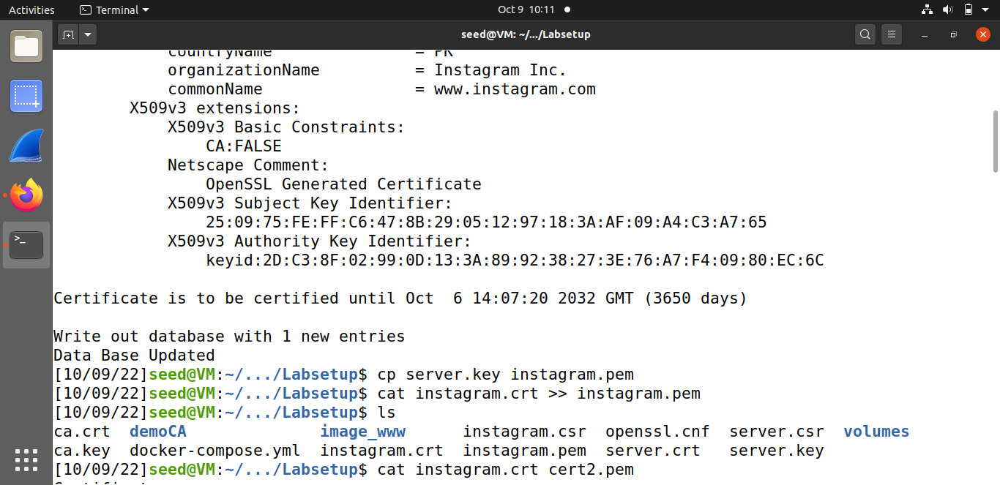 Activities Terminal Oct 9 10:11
seed@VM: ~/.../Labsetup
countryName = PK
organizationName = Instagram Inc.
commonName = www.instagram.com
X509v3 extensions:
X509v3 Basic Constraints:
CA:FALSE
Netscape Comment:
OpenSSL Generated Certificate
X509v3 Subject Key Identifier:
25:09:75:FE:FF:C6:47:8B:29:05:12:97:18:3A:AF:09:A4:C3:A7:65
X509v3 Authority Key Identifier:
keyid:2D:C3:8F:02:99:0D:13:3A:89:92:38:27:3E:76:A7:F4:09:80:EC:6C
Certificate is to be certified until Oct  6 14:07:20 2032 GMT (3650 days)
Write out database with 1 new entries
Data Base Updated
[10/09/22]seed@VM:~/.../Labsetup$ cp server.key instagram.pem
[10/09/22]seed@VM:~/.../Labsetup$ cat instagram.crt >> instagram.pem
[10/09/22]seed@VM:~/.../Labsetup$ ls
ca.crt demoCA image_www instagram.csr openssl.cnf server.csr volumes
ca.key docker-compose.yml instagram.crt instagram.pem server.crt server.key
[10/09/22]seed@VM:~/.../Labsetup$ cat instagram.crt cert2.pem